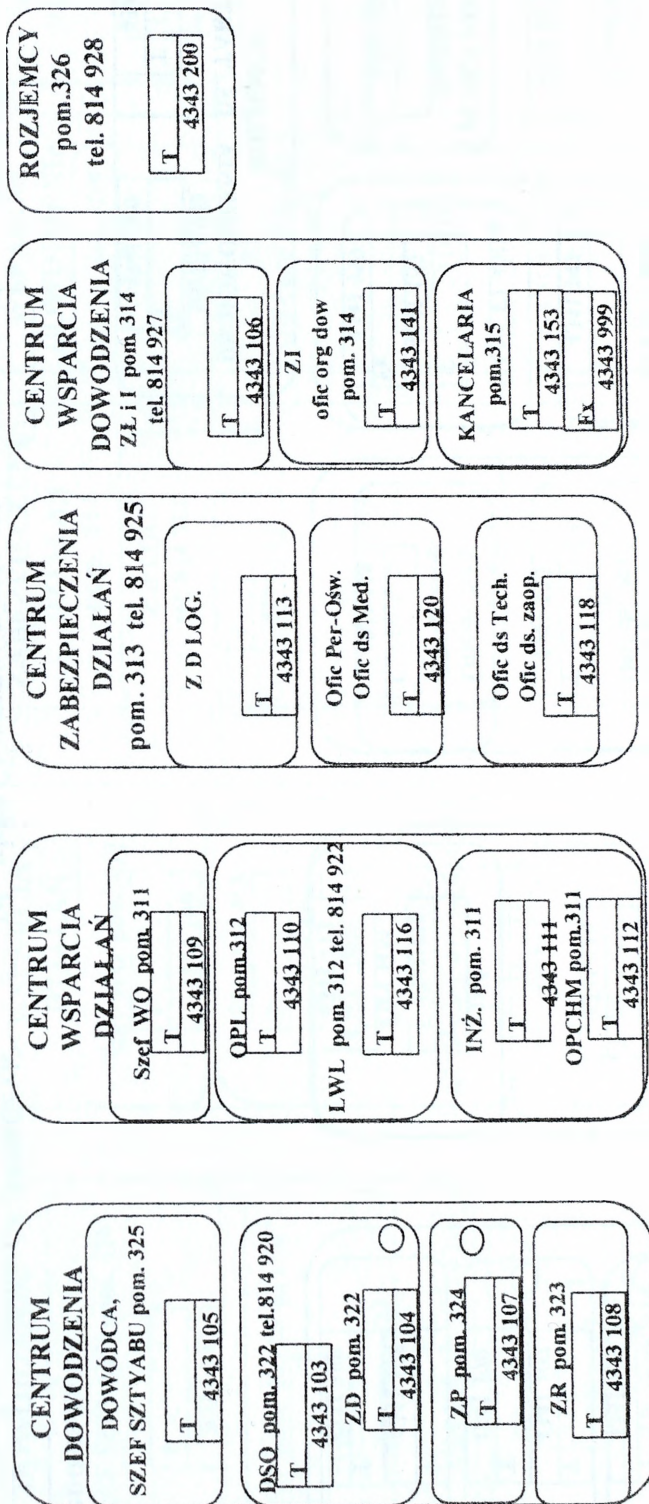 CENTRUM
DOWODZENIA
DOWÓDCA,
SZEF SZTYABU pom. 325
T
4343 105
DSO pom. 322 tel.814 920
T
4343 103
ZD pom. 322
T
4343 104
ZP pom. 324
T
4343 107
ZR pom. 323
T
4343 108
CENTRUM
WSPARCIA
DZIAŁAŃ
Szef WO pom. 311
T
4343 109
OPL pom.312
T
4343 110
LWL pom. 312 tel. 814 922
T
4343 116
INŻ. pom. 311
T
4343 111
OPCHM pom.311
T
4343 112
CENTRUM
ZABEZPIECZENIA
DZIAŁAŃ
pom. 313 tel. 814 925
Z D LOG.
T
4343 113
Ofic Per-Ośw.
Ofic ds Med.
T
4343 120
Ofic ds Tech.
Ofic ds. zaop.
T
4343 118
CENTRUM
WSPARCIA
DOWODZENIA
ZŁ i I pom 314
tel. 814 927
T
4343 106
ZI
ofic org dow
pom. 314
T
4343 141
KANCELARIA
pom.315
T
4343 153
Fx
4343 999
ROZJEMCY
pom.326
tel. 814 928
T
4343 200